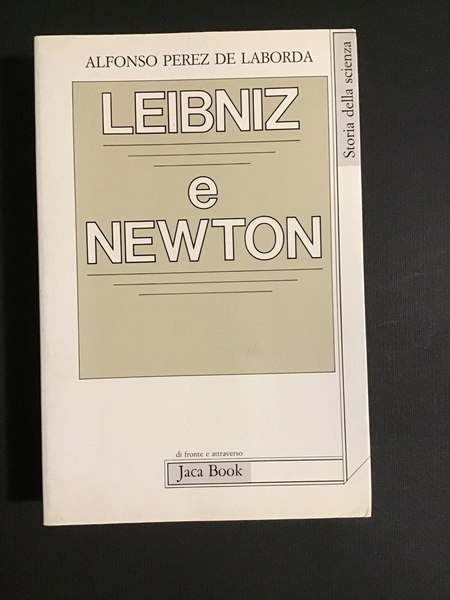 ALFONSO PEREZ DE LABORDA
LEIBNIZ
e
NEWTON
Storia della scienza
di fronte e attraverso
Jaca Book